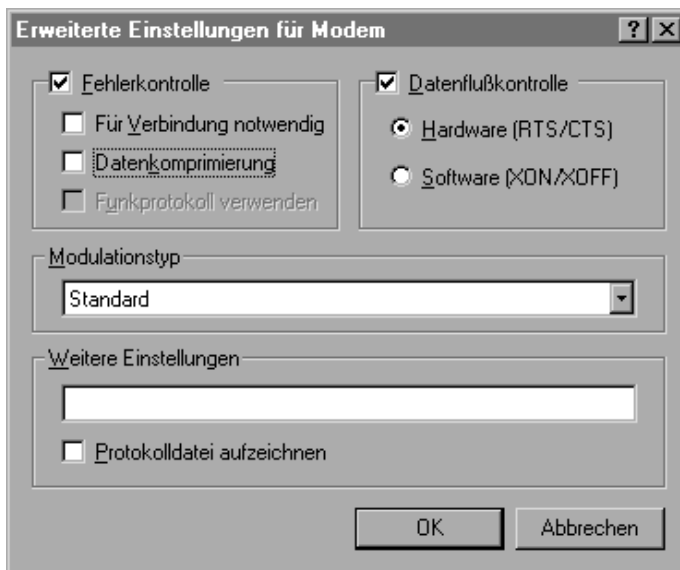 Erweiterte Einstellungen für Modem
Fehlerkontrolle
Für Verbindung notwendig
Datenkomprimierung
Funkprotokoll verwenden
Datenflußkontrolle
Hardware (RTS/CTS)
Software (XON/XOFF)
Modulationstyp
Standard
Weitere Einstellungen
Protokolldatei aufzeichnen
OK
Abbrechen